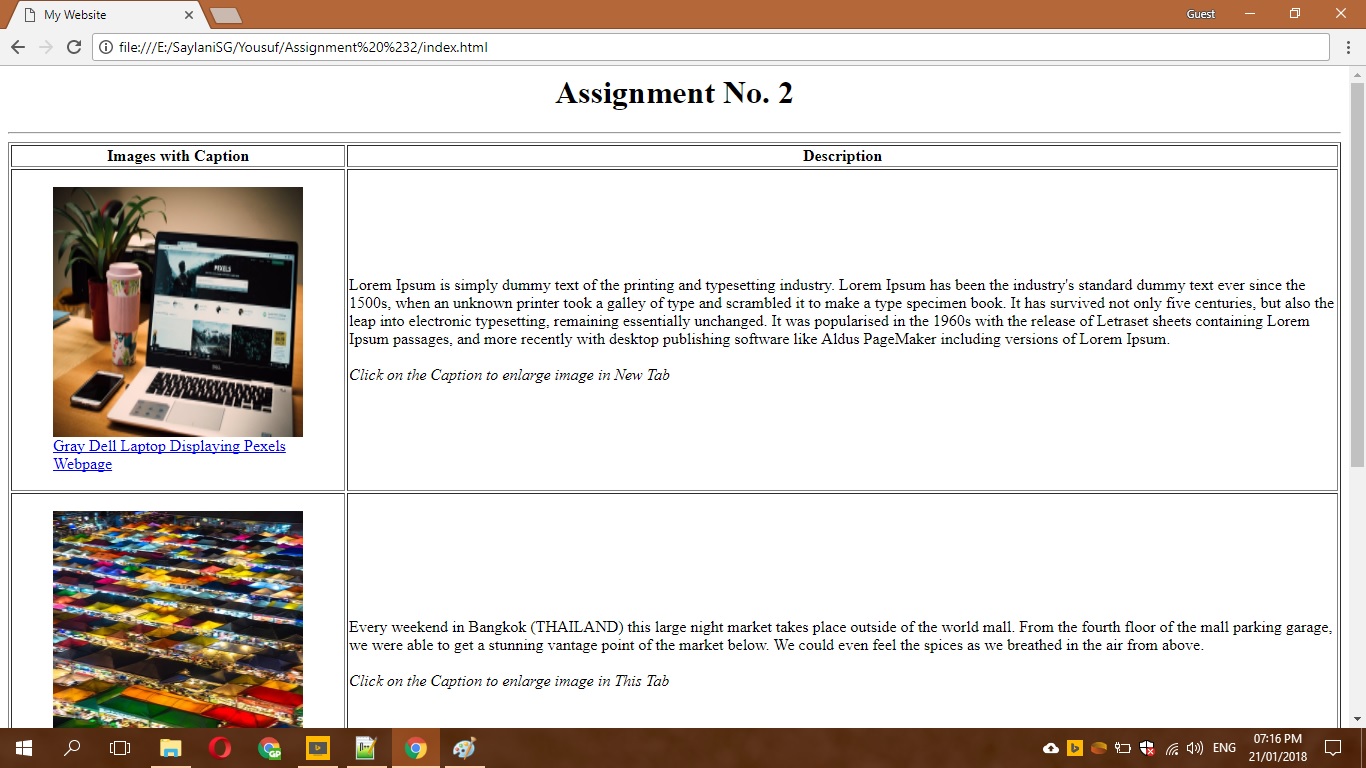 My Website
Guest
file:///E:/SaylaniSG/Yousuf/Assignment%20%232/index.html
Assignment No. 2
Images with Caption
Description
PEXELS
DELL
Gray Dell Laptop Displaying Pexels
Webpage
Lorem Ipsum is simply dummy text of the printing and typesetting industry. Lorem Ipsum has been the industry's standard dummy text ever since the
1500s, when an unknown printer took a galley of type and scrambled it to make a type specimen book. It has survived not only five centuries, but also the
leap into electronic typesetting, remaining essentially unchanged. It was popularised in the 1960s with the release of Letraset sheets containing Lorem
Ipsum passages, and more recently with desktop publishing software like Aldus PageMaker including versions of Lorem Ipsum.
Click on the Caption to enlarge image in New Tab
Every weekend in Bangkok (THAILAND) this large night market takes place outside of the world mall. From the fourth floor of the mall parking garage,
we were able to get a stunning vantage point of the market below. We could even feel the spices as we breathed in the air from above.
Click on the Caption to enlarge image in This Tab
GP
ENG
07:16 PM
21/01/2018